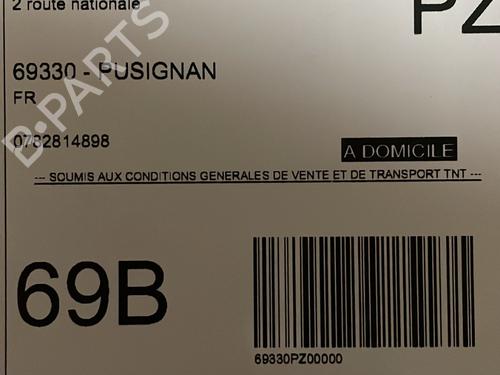 2 route nationale
PZ
69330 - PUSIGNAN
FR
0782814898
A DOMICILE
--- SOUMIS AUX CONDITIONS GENERALES DE VENTE ET DE TRANSPORT TNT ---
69B
69330PZ00000
B-PARTS